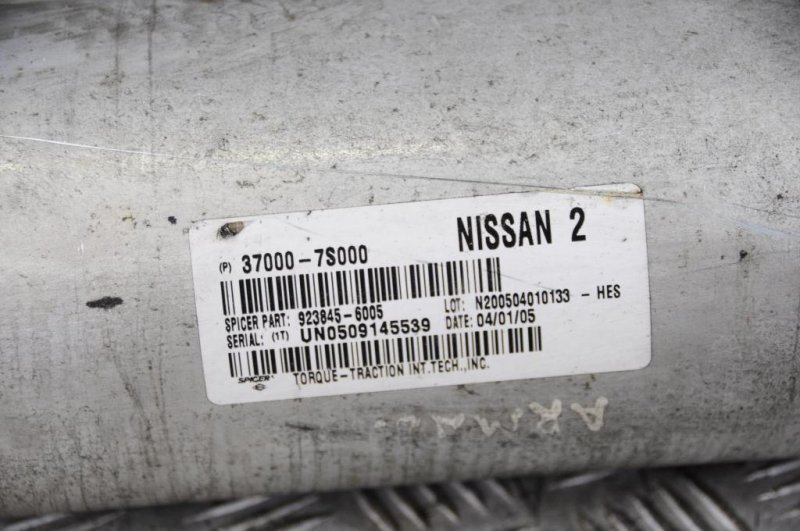 NISSAN 2
(P) 37000-7S000
SPICER PART: 923845-6005 LOT: N200504010133 - HES
SERIAL: (1T) UN0509145539 DATE: 04/01/05
SPICER TORQUE-TRACTION INT.TECH.,INC.